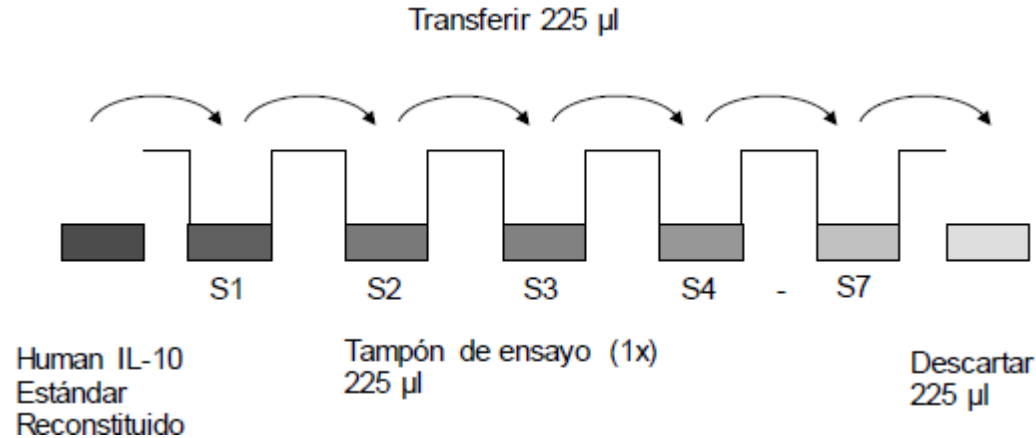 Transferir 225 µl
S1 S2 S3 S4 - S7
Human IL-10
Estándar
Reconstituido
Tampón de ensayo (1x)
225 µl
Descartar
225 µl